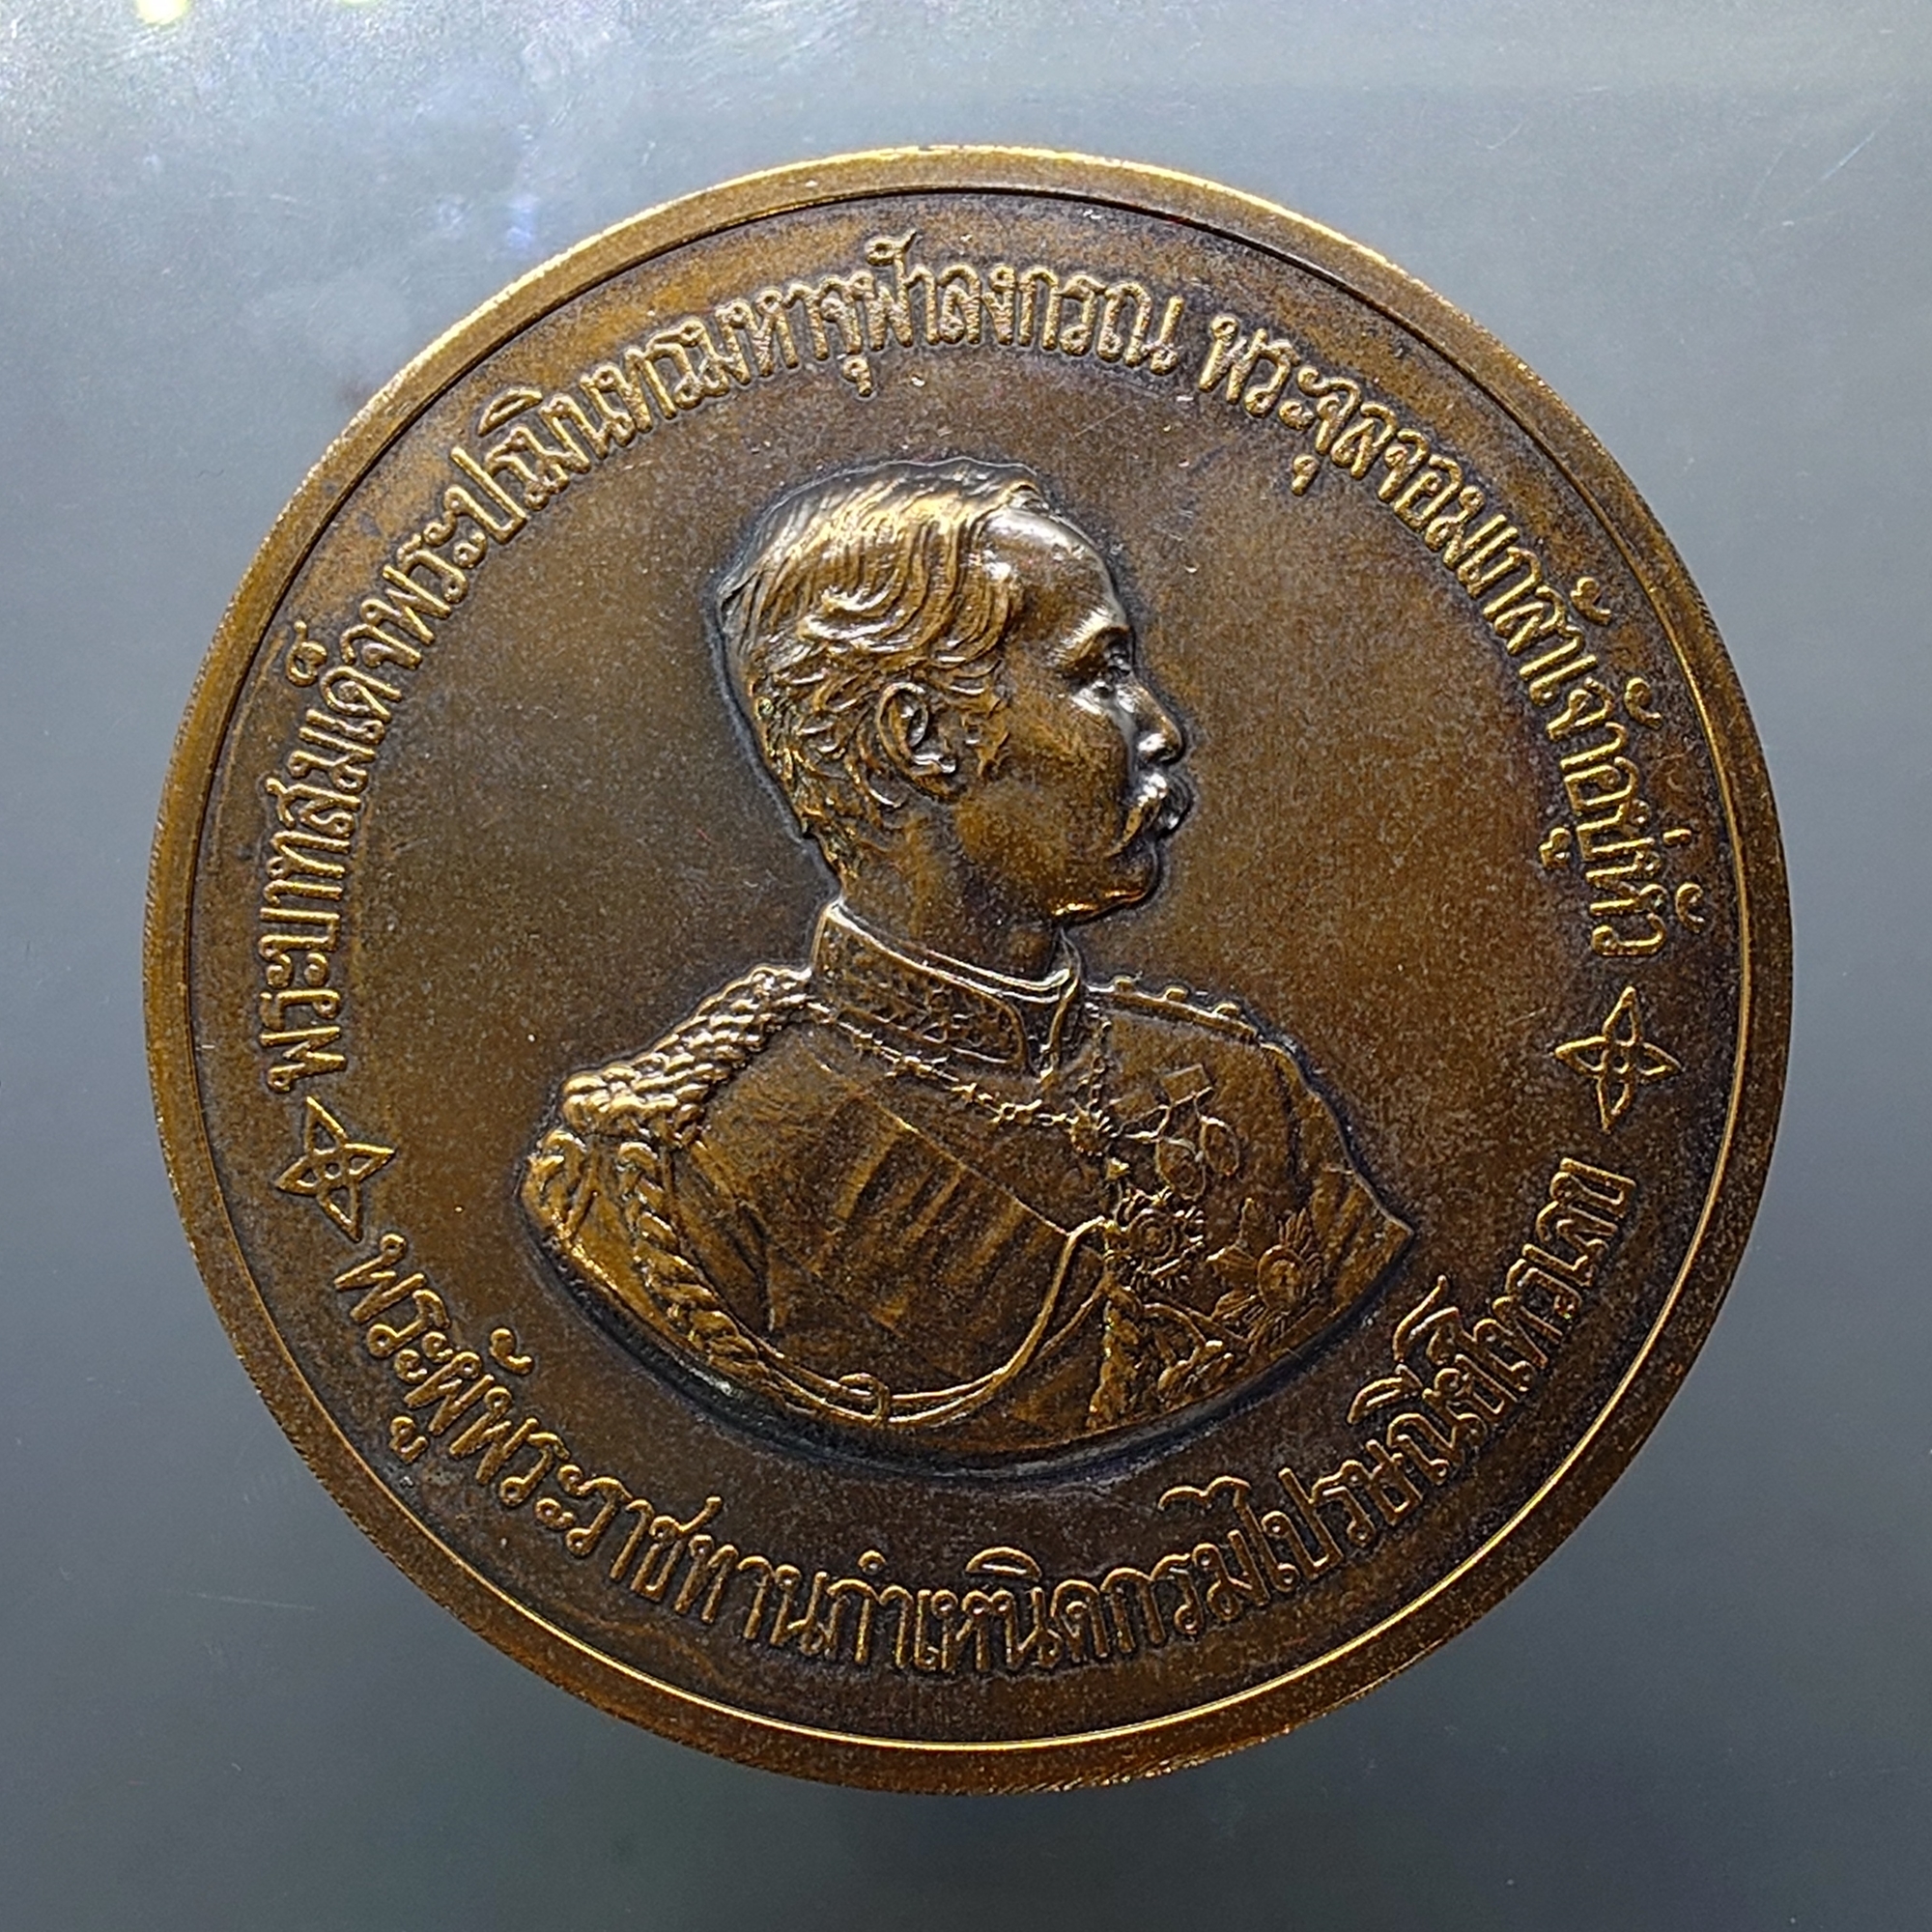 พระบาทสมเด็จพระปรมินทรมหาจุฬาลงกรณ พระจุลจอมเกล้าเจ้าอยู่หัว
พระผู้พระราชทานกำเหนิดกรมไปรษณีย์โทรเลข